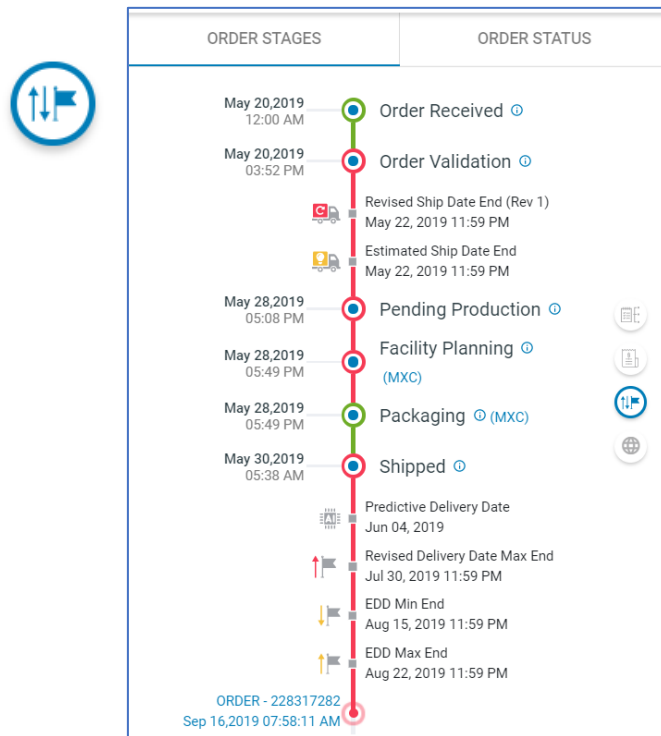 ORDER STAGES
ORDER STATUS
May 20,2019
12:00 AM
Order Received
May 20,2019
03:52 PM
Order Validation
Revised Ship Date End (Rev 1)
May 22, 2019 11:59 PM
Estimated Ship Date End
May 22, 2019 11:59 PM
May 28,2019
05:08 PM
Pending Production
May 28,2019
05:49 PM
Facility Planning
(MXC)
May 28,2019
05:49 PM
Packaging (MXC)
May 30,2019
05:38 AM
Shipped
AI
Predictive Delivery Date
Jun 04, 2019
Revised Delivery Date Max End
Jul 30, 2019 11:59 PM
EDD Min End
Aug 15, 2019 11:59 PM
EDD Max End
Aug 22, 2019 11:59 PM
ORDER - 228317282
Sep 16,2019 07:58:11 AM